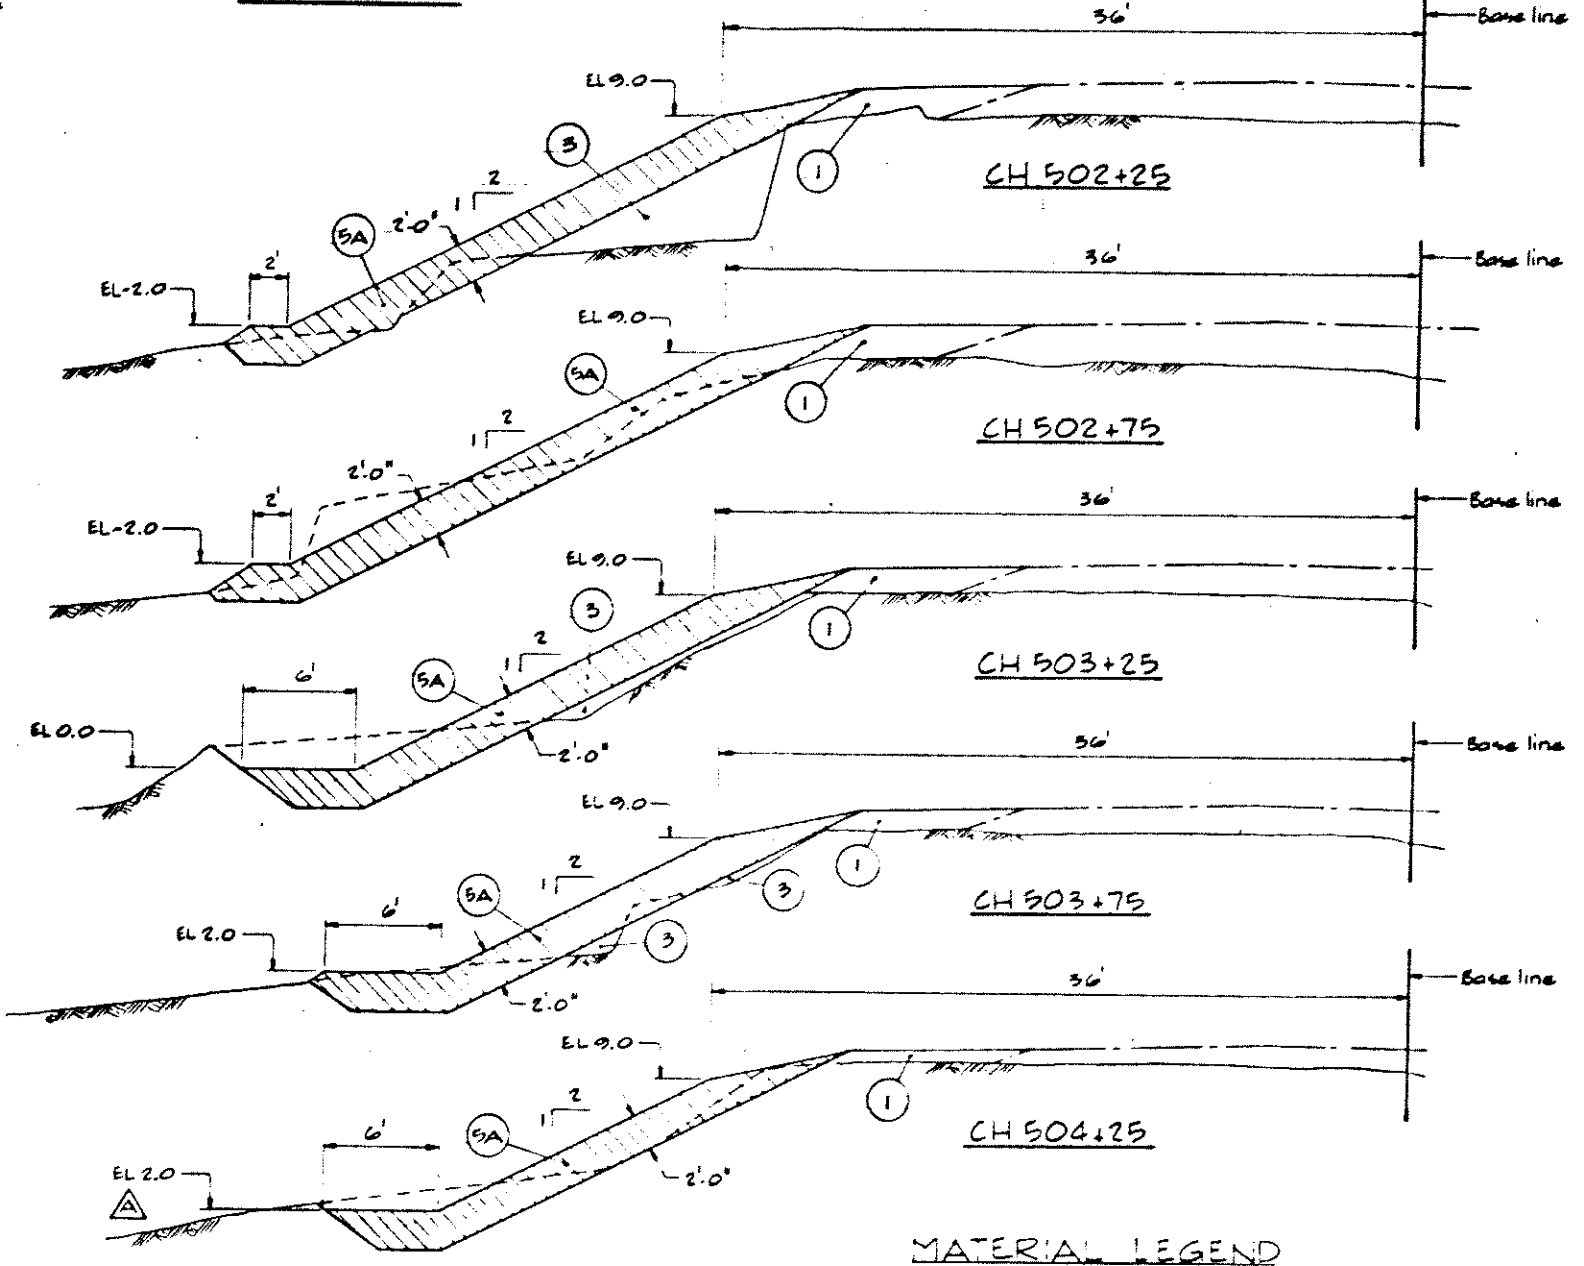 36'
Base line
EL 9.0
3
1
2
1
CH 502+25
5A
2'-0"
2'
EL-2.0
36'
Base line
EL 9.0
5A
1
2
1
CH 502+75
2'-0"
2'
EL-2.0
36'
Base line
EL 9.0
3
1
2
1
CH 503+25
5A
6'
EL 0.0
2'-0"
36'
Base line
EL 9.0
1
2
1
5A
3
CH 503+75
6'
3
EL 2.0
2'-0"
36'
Base line
EL 9.0
1
2
1
5A
CH 504+25
6'
2'-0"
EL 2.0
A
MATERIAL LEGEND